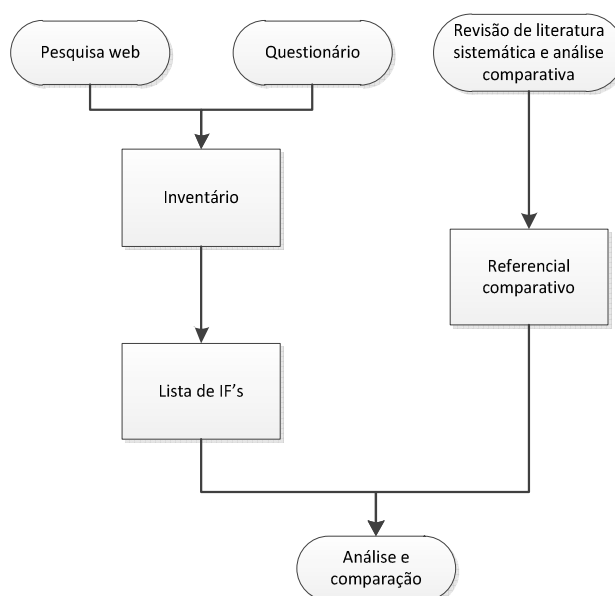 Pesquisa web
Questionário
Revisão de literatura
sistemática e análise
comparativa
Inventário
Referencial
comparativo
Lista de IF's
Análise e
comparação